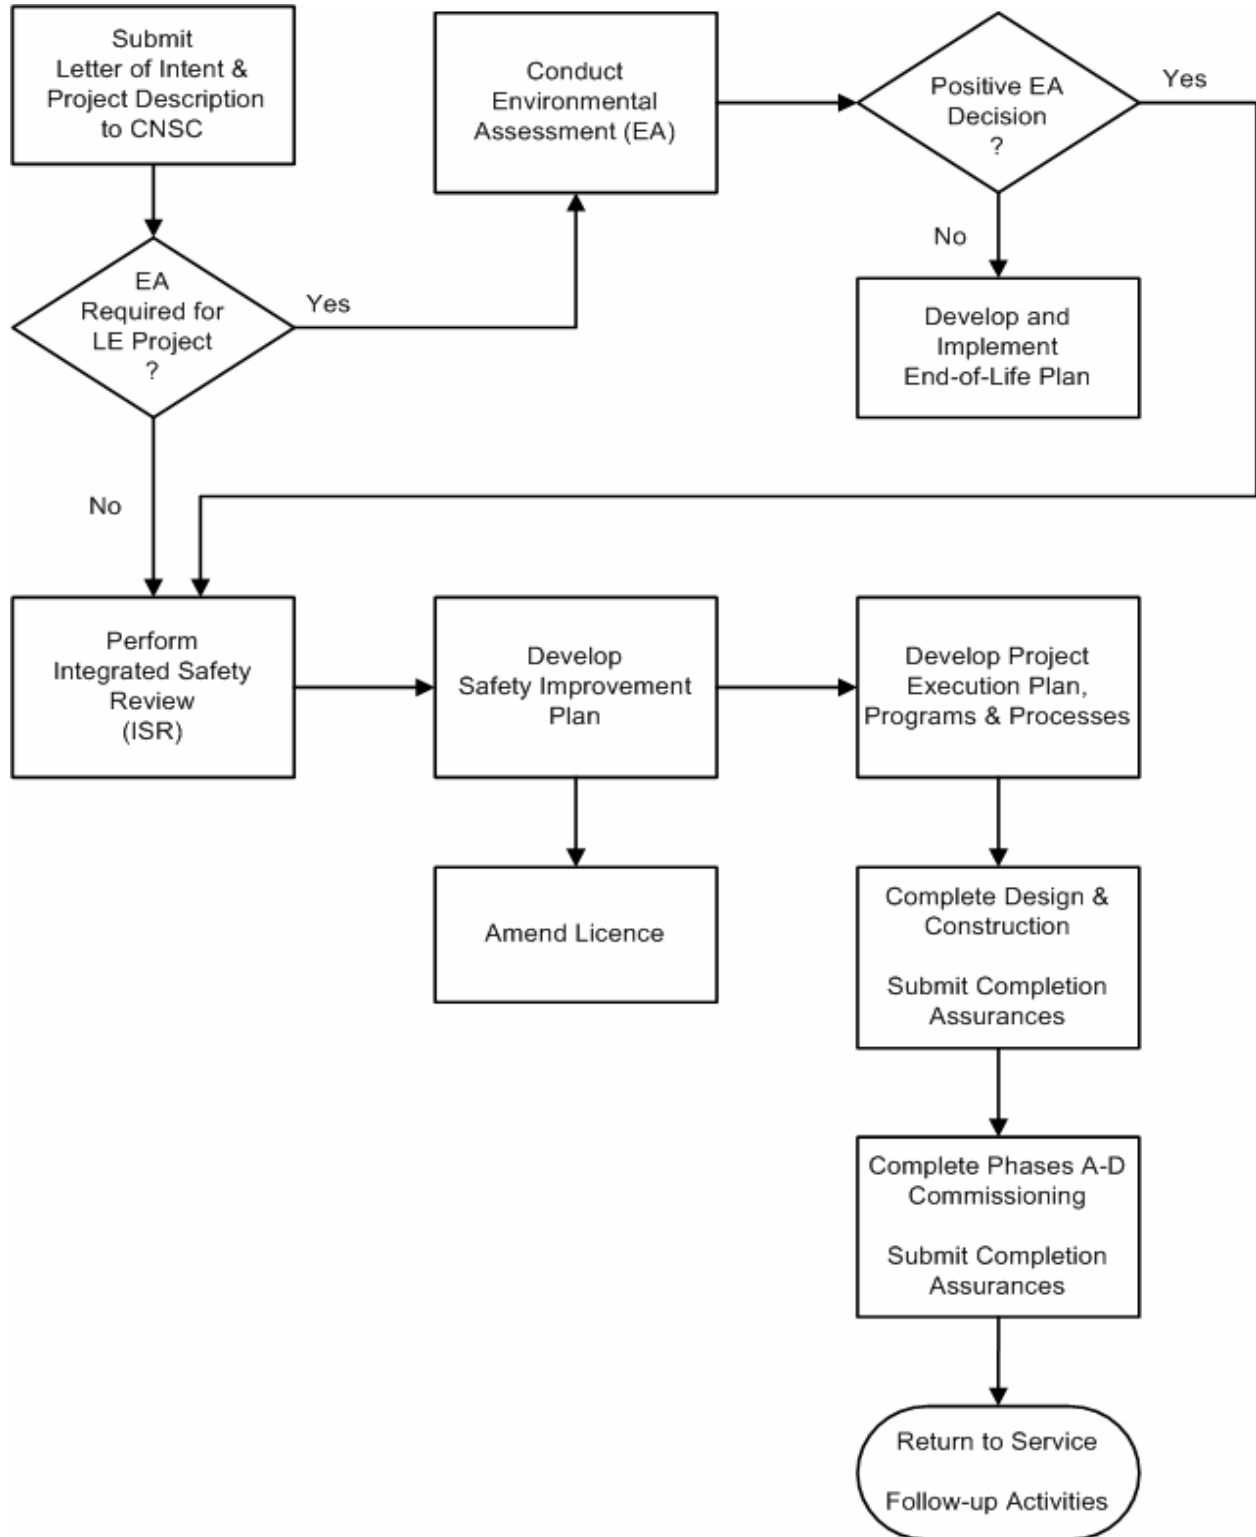 Submit
Letter of Intent &
Project Description
to CNSC
Conduct
Environmental
Assessment (EA)
Positive EA
Decision
?
Yes
No
EA
Required for
LE Project
?
Yes
Develop and
Implement
End-of-Life Plan
No
Perform
Integrated Safety
Review
(ISR)
Develop
Safety Improvement
Plan
Develop Project
Execution Plan,
Programs & Processes
Amend Licence
Complete Design &
Construction
Submit Completion
Assurances
Complete Phases A-D
Commissioning
Submit Completion
Assurances
Return to Service
Follow-up Activities